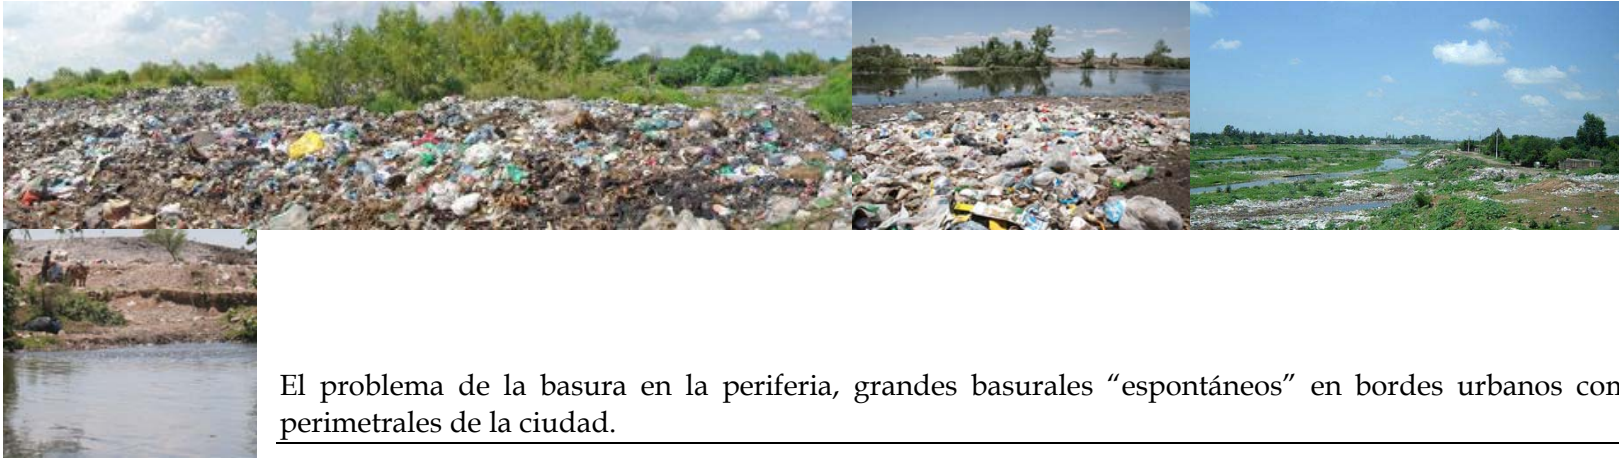 El problema de la basura en la periferia, grandes basurales “espontáneos” en bordes urbanos con
perimetrales de la ciudad.